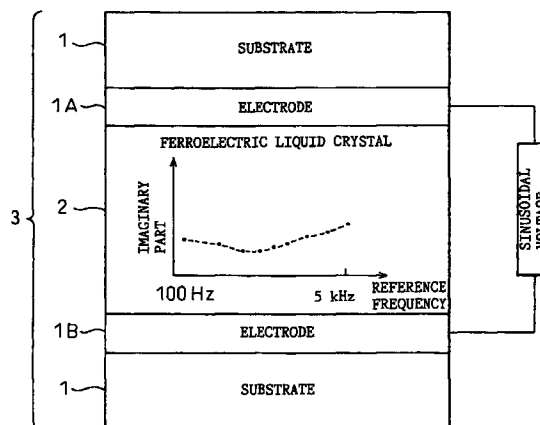 1
SUBSTRATE
1A
ELECTRODE
FERROELECTRIC LIQUID CRYSTAL
3
2
IMAGINARY
PART
100 Hz
5 kHz
REFERENCE
FREQUENCY
SINUSOIDAL
VOLTAGE
1B
ELECTRODE
1
SUBSTRATE